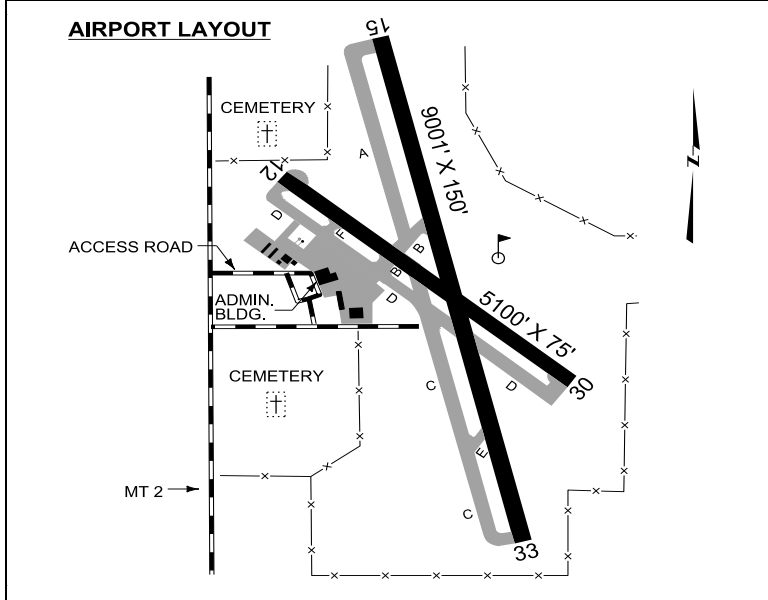 AIRPORT LAYOUT
15
CEMETERY
9001' X 150'
A
12
N
D
F
B
ACCESS ROAD
B
D
ADMIN.
BLDG.
5100' X 75'
CEMETERY
C
D
30
E
MT 2
C
33